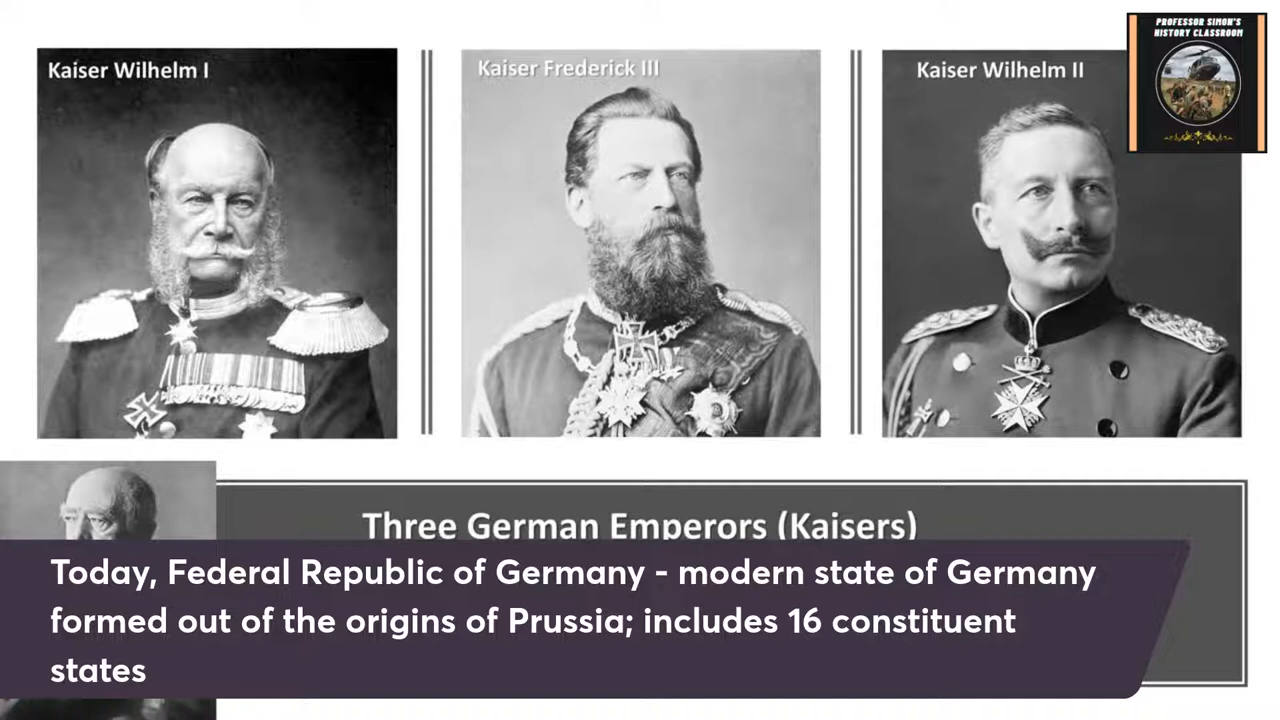 Kaiser Wilhelm I
Kaiser Frederick III
Kaiser Wilhelm II
PROFESSOR SIMON'S
HISTORY CLASSROOM
Three German Emperors (Kaisers)
Today, Federal Republic of Germany - modern state of Germany
formed out of the origins of Prussia; includes 16 constituent
states